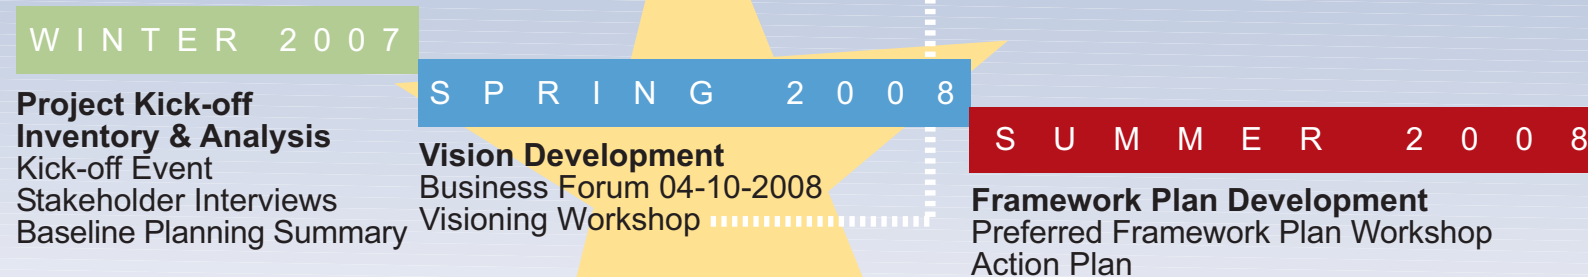 WINTER 2007
Project Kick-off
Inventory & Analysis
Kick-off Event
Stakeholder Interviews
Baseline Planning Summary
SPRING 2008
Vision Development
Business Forum 04-10-2008
Visioning Workshop
SUMMER 2008
Framework Plan Development
Preferred Framework Plan Workshop
Action Plan